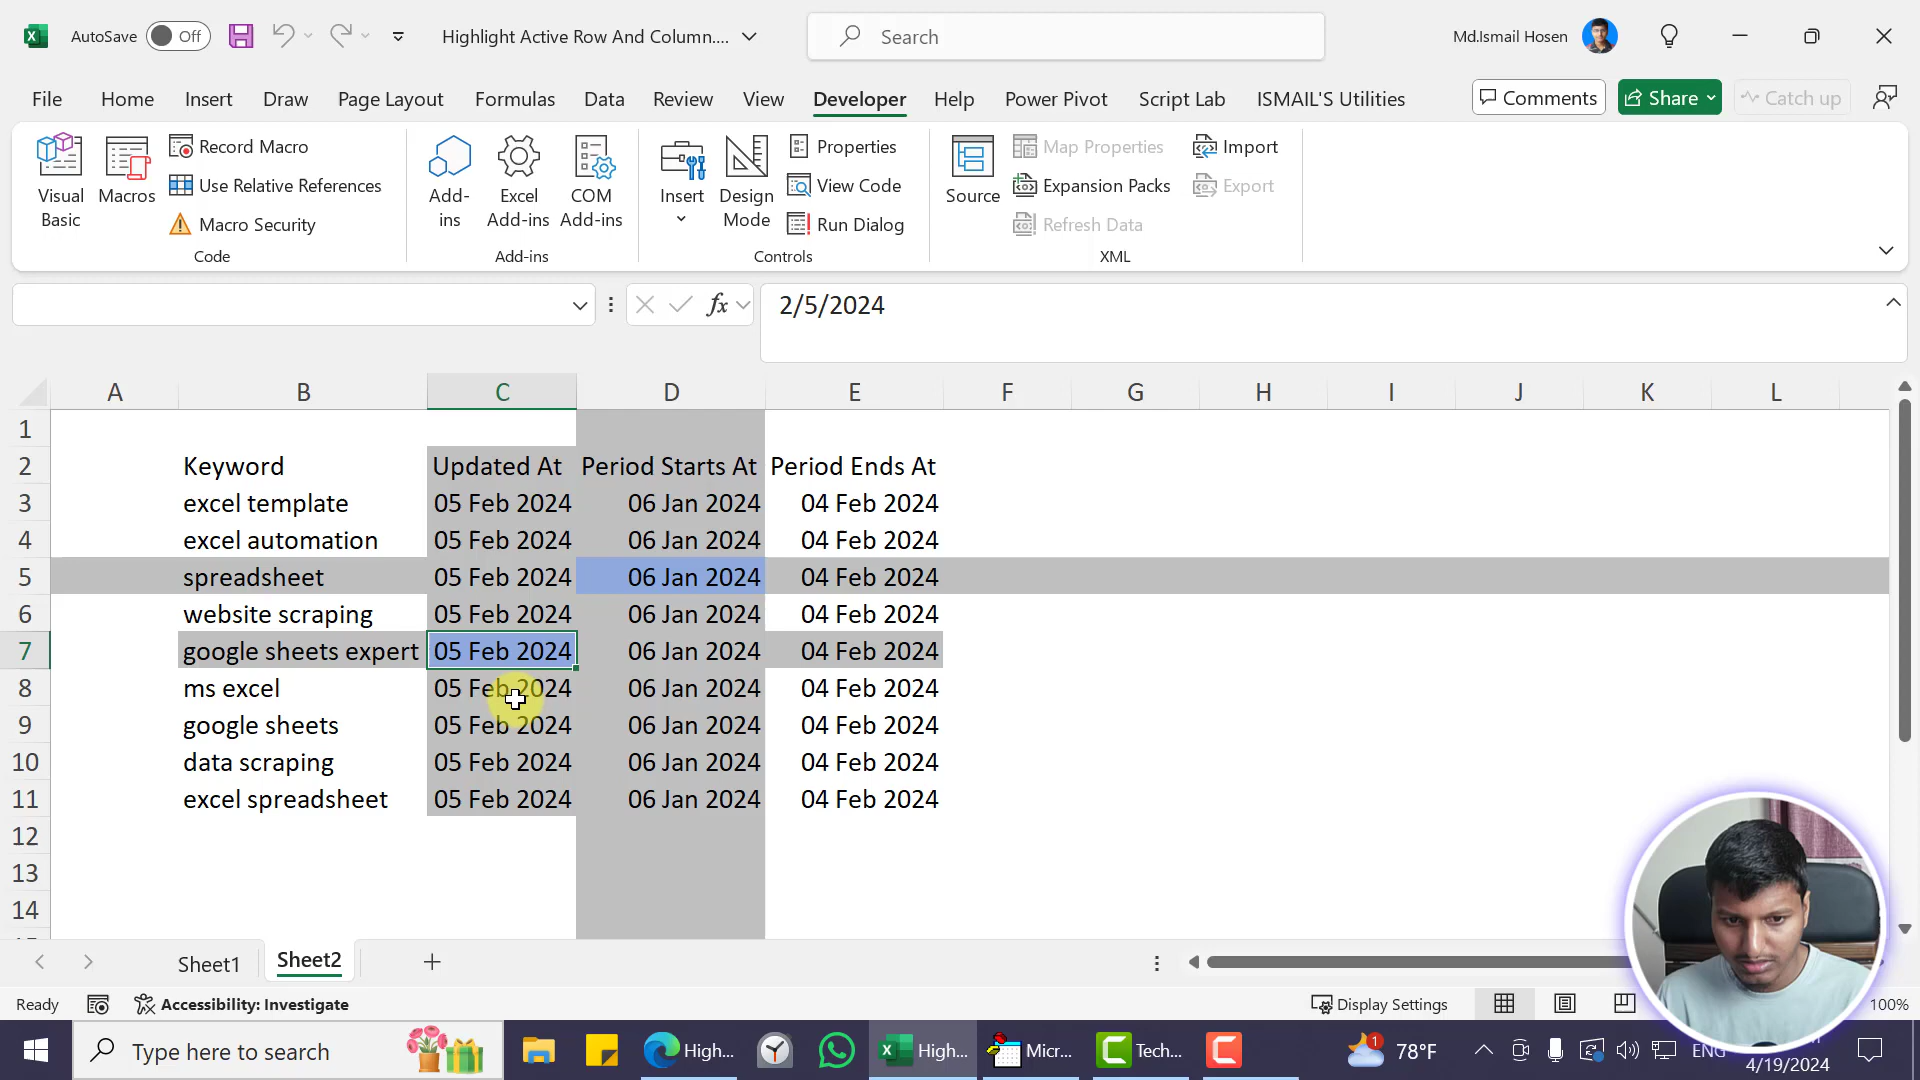 AutoSave Off Highlight Active Row And Column.... Search Md.Ismail Hosen
File Home Insert Draw Page Layout Formulas Data Review View Developer Help Power Pivot Script Lab ISMAIL'S Utilities Comments Share Catch up
Visual Basic
Macros
Record Macro
Use Relative References
Macro Security
Code
Add-ins
Excel Add-ins
COM Add-ins
Add-ins
Insert
Design Mode
Properties
View Code
Run Dialog
Controls
Source
Map Properties
Expansion Packs
Refresh Data
Import
Export
XML
fx 2/5/2024
A B C D E F G H I J K L
1
2 Keyword Updated At Period Starts At Period Ends At
3 excel template 05 Feb 2024 06 Jan 2024 04 Feb 2024
4 excel automation 05 Feb 2024 06 Jan 2024 04 Feb 2024
5 spreadsheet 05 Feb 2024 06 Jan 2024 04 Feb 2024
6 website scraping 05 Feb 2024 06 Jan 2024 04 Feb 2024
7 google sheets expert 05 Feb 2024 06 Jan 2024 04 Feb 2024
8 ms excel 05 Feb 2024 06 Jan 2024 04 Feb 2024
9 google sheets 05 Feb 2024 06 Jan 2024 04 Feb 2024
10 data scraping 05 Feb 2024 06 Jan 2024 04 Feb 2024
11 excel spreadsheet 05 Feb 2024 06 Jan 2024 04 Feb 2024
12
13
14
Sheet1 Sheet2
Ready Accessibility: Investigate Display Settings 100%
Type here to search High... High... Micr... Tech... 1 78°F ENG
4/19/2024